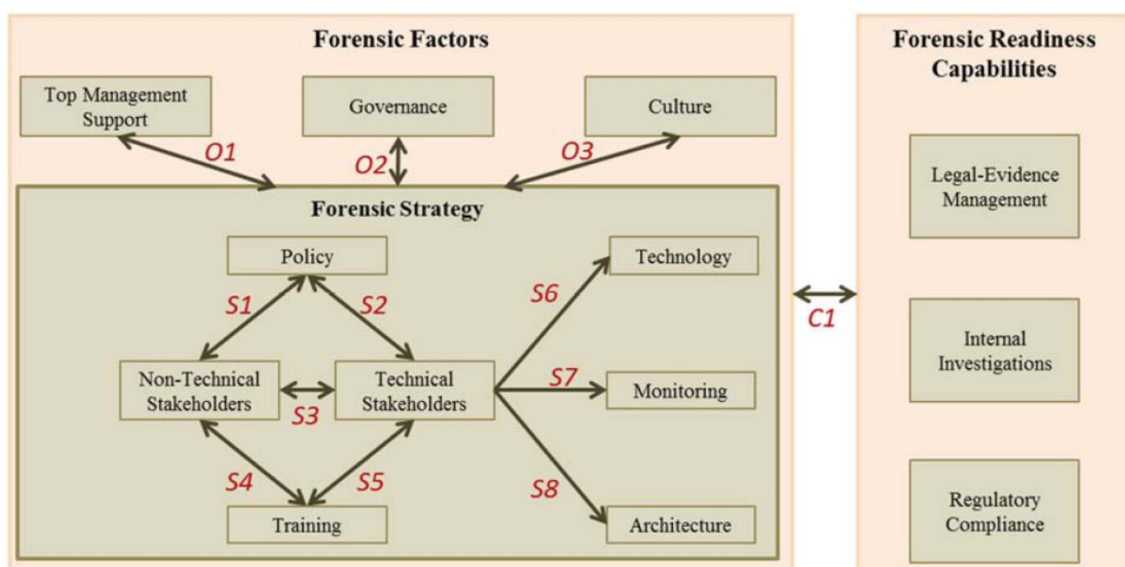 Forensic Factors
Top Management
Support
Governance
Culture
O1
O2
O3
Forensic Strategy
Policy
Technology
S1
S2
S6
Non-Technical
Stakeholders
S3
Technical
Stakeholders
S7
Monitoring
S4
S5
S8
Training
Architecture
C1
Forensic Readiness
Capabilities
Legal-Evidence
Management
Internal
Investigations
Regulatory
Compliance